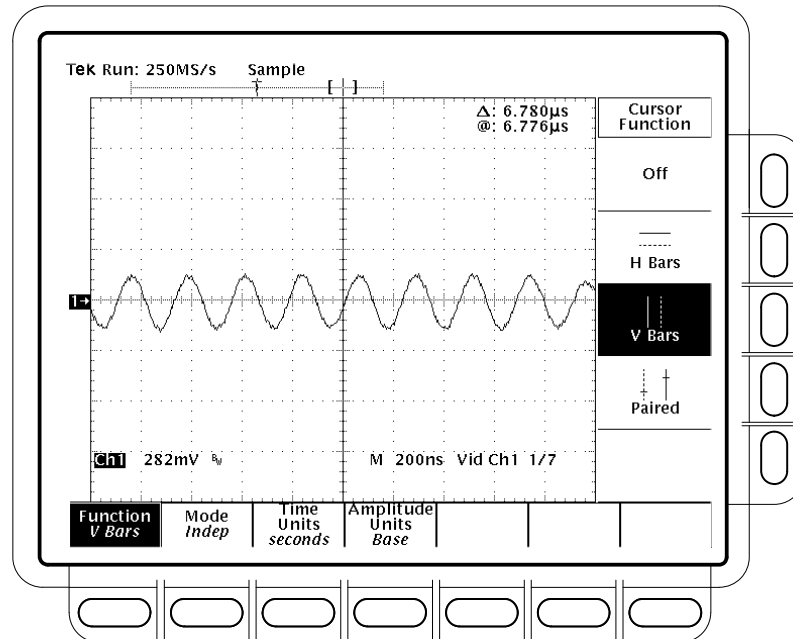 Tek Run: 250MS/s Sample
[ ]
Δ: 6.780μs
@: 6.776μs
1→
Ch1 282mV BW M 200ns Vid Ch1 1/7
Cursor
Function
Off
H Bars
V Bars
Paired
Function
V Bars
Mode
Indep
Time
Units
seconds
Amplitude
Units
Base